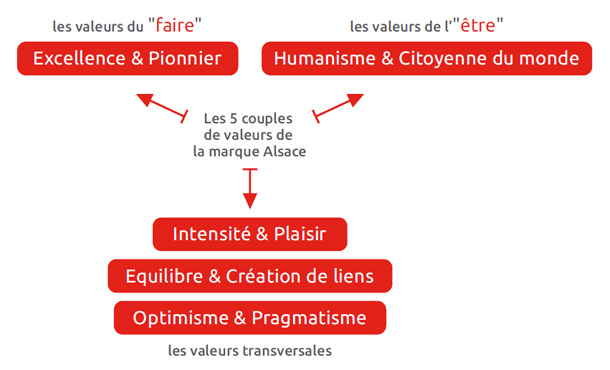 les valeurs du "faire"
les valeurs de l'"être"
Excellence & Pionnier
Humanisme & Citoyenne du monde
Les 5 couples
de valeurs de
la marque Alsace
Intensité & Plaisir
Equilibre & Création de liens
Optimisme & Pragmatisme
les valeurs transversales